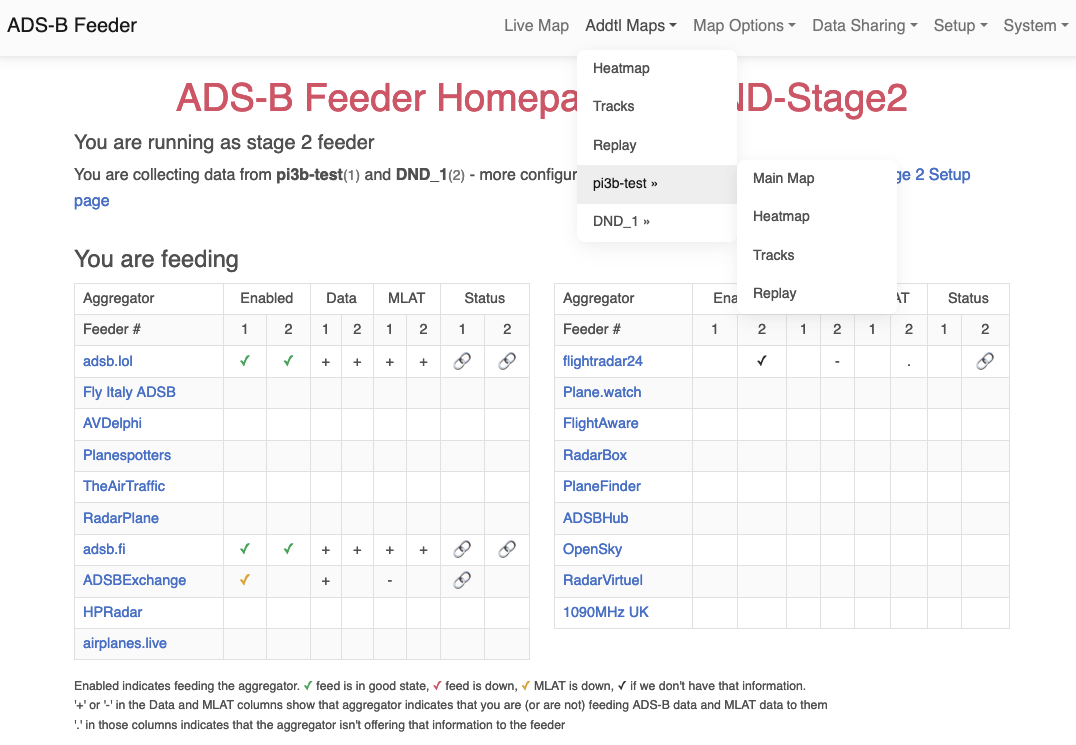 ADS-B Feeder Live Map Addtl Maps Map Options Data Sharing Setup System
Heatmap
Tracks
Replay
pi3b-test »
DND_1 »
Main Map
Heatmap
Tracks
Replay
ADS-B Feeder Homepa ND-Stage2
You are running as stage 2 feeder
You are collecting data from pi3b-test(1) and DND_1(2) - more configur ge 2 Setup
page
You are feeding
Aggregator Enabled Data MLAT Status
Feeder # 1 2 1 2 1 2 1 2
adsb.lol ✓ ✓ + + + +
Fly Italy ADSB
AVDelphi
Planespotters
TheAirTraffic
RadarPlane
adsb.fi ✓ ✓ + + + +
ADSBExchange ✓ + -
HPRadar
airplanes.live
Aggregator Ena AT Status
Feeder # 1 2 1 2 1 2 1 2
flightradar24 ✓ - .
Plane.watch
FlightAware
RadarBox
PlaneFinder
ADSBHub
OpenSky
RadarVirtuel
1090MHz UK
Enabled indicates feeding the aggregator. ✓ feed is in good state, ✓ feed is down, ✓ MLAT is down, ✓ if we don't have that information.
'+' or '-' in the Data and MLAT columns show that aggregator indicates that you are (or are not) feeding ADS-B data and MLAT data to them
'.' in those columns indicates that the aggregator isn't offering that information to the feeder